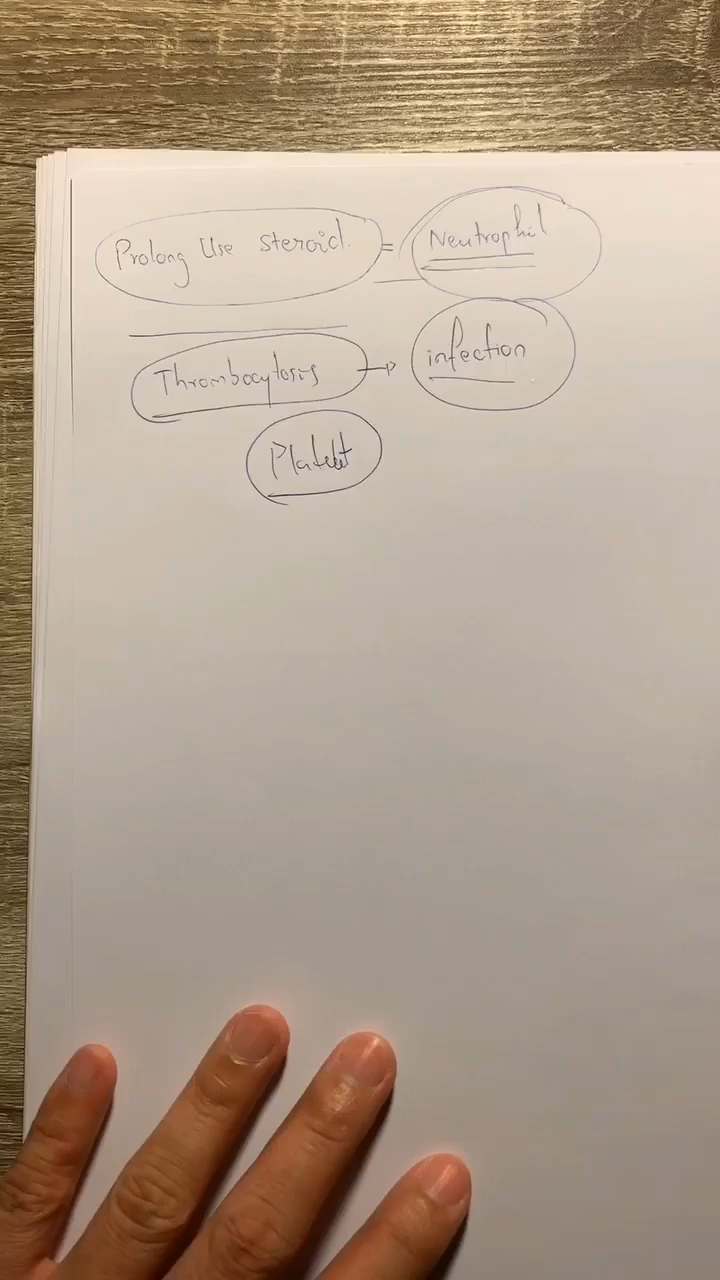 Prolong Use steroid. = Neutrophil
Thrombocytosis → infection
Platelet